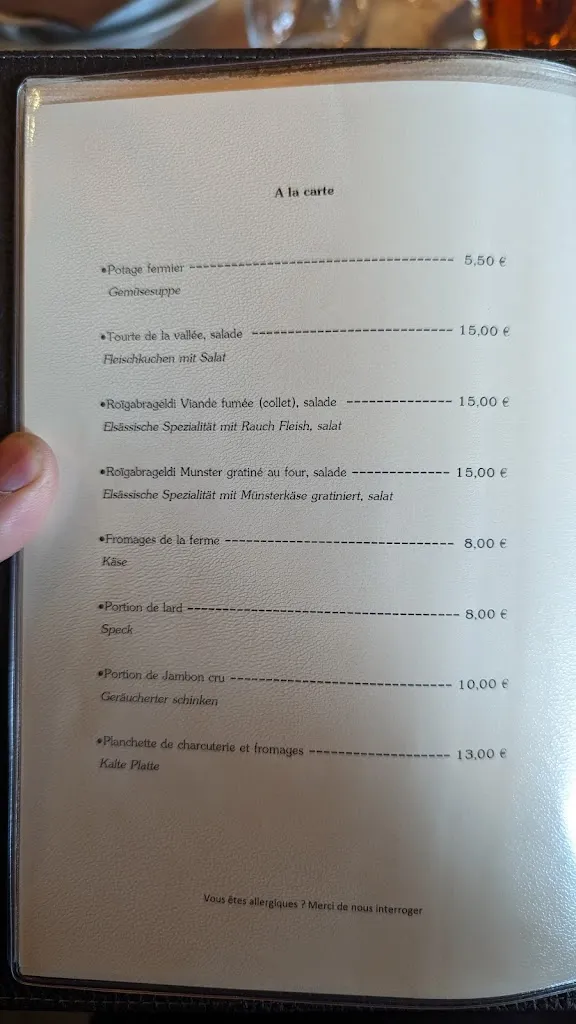 A la carte
•Potage fermier ------------------------------ 5,50 €
Gemüsesuppe
•Tourte de la vallée, salade ---------------------- 15,00 €
Fleischkuchen mit Salat
•Roïgabrageldi Viande fumée (collet), salade ------------ 15,00 €
Elsässische Spezialität mit Rauch Fleish, salat
•Roïgabrageldi Munster gratiné au four, salade ----------- 15,00 €
Elsässische Spezialität mit Münsterkäse gratiniert, salat
•Fromages de la ferme -------------------------- 8,00 €
Käse
•Portion de lard ------------------------------- 8,00 €
Speck
•Portion de Jambon cru ------------------------- 10,00 €
Geräucherter schinken
•Planchette de charcuterie et fromages ---------------- 13,00 €
Kalte Platte
Vous êtes allergiques ? Merci de nous interroger